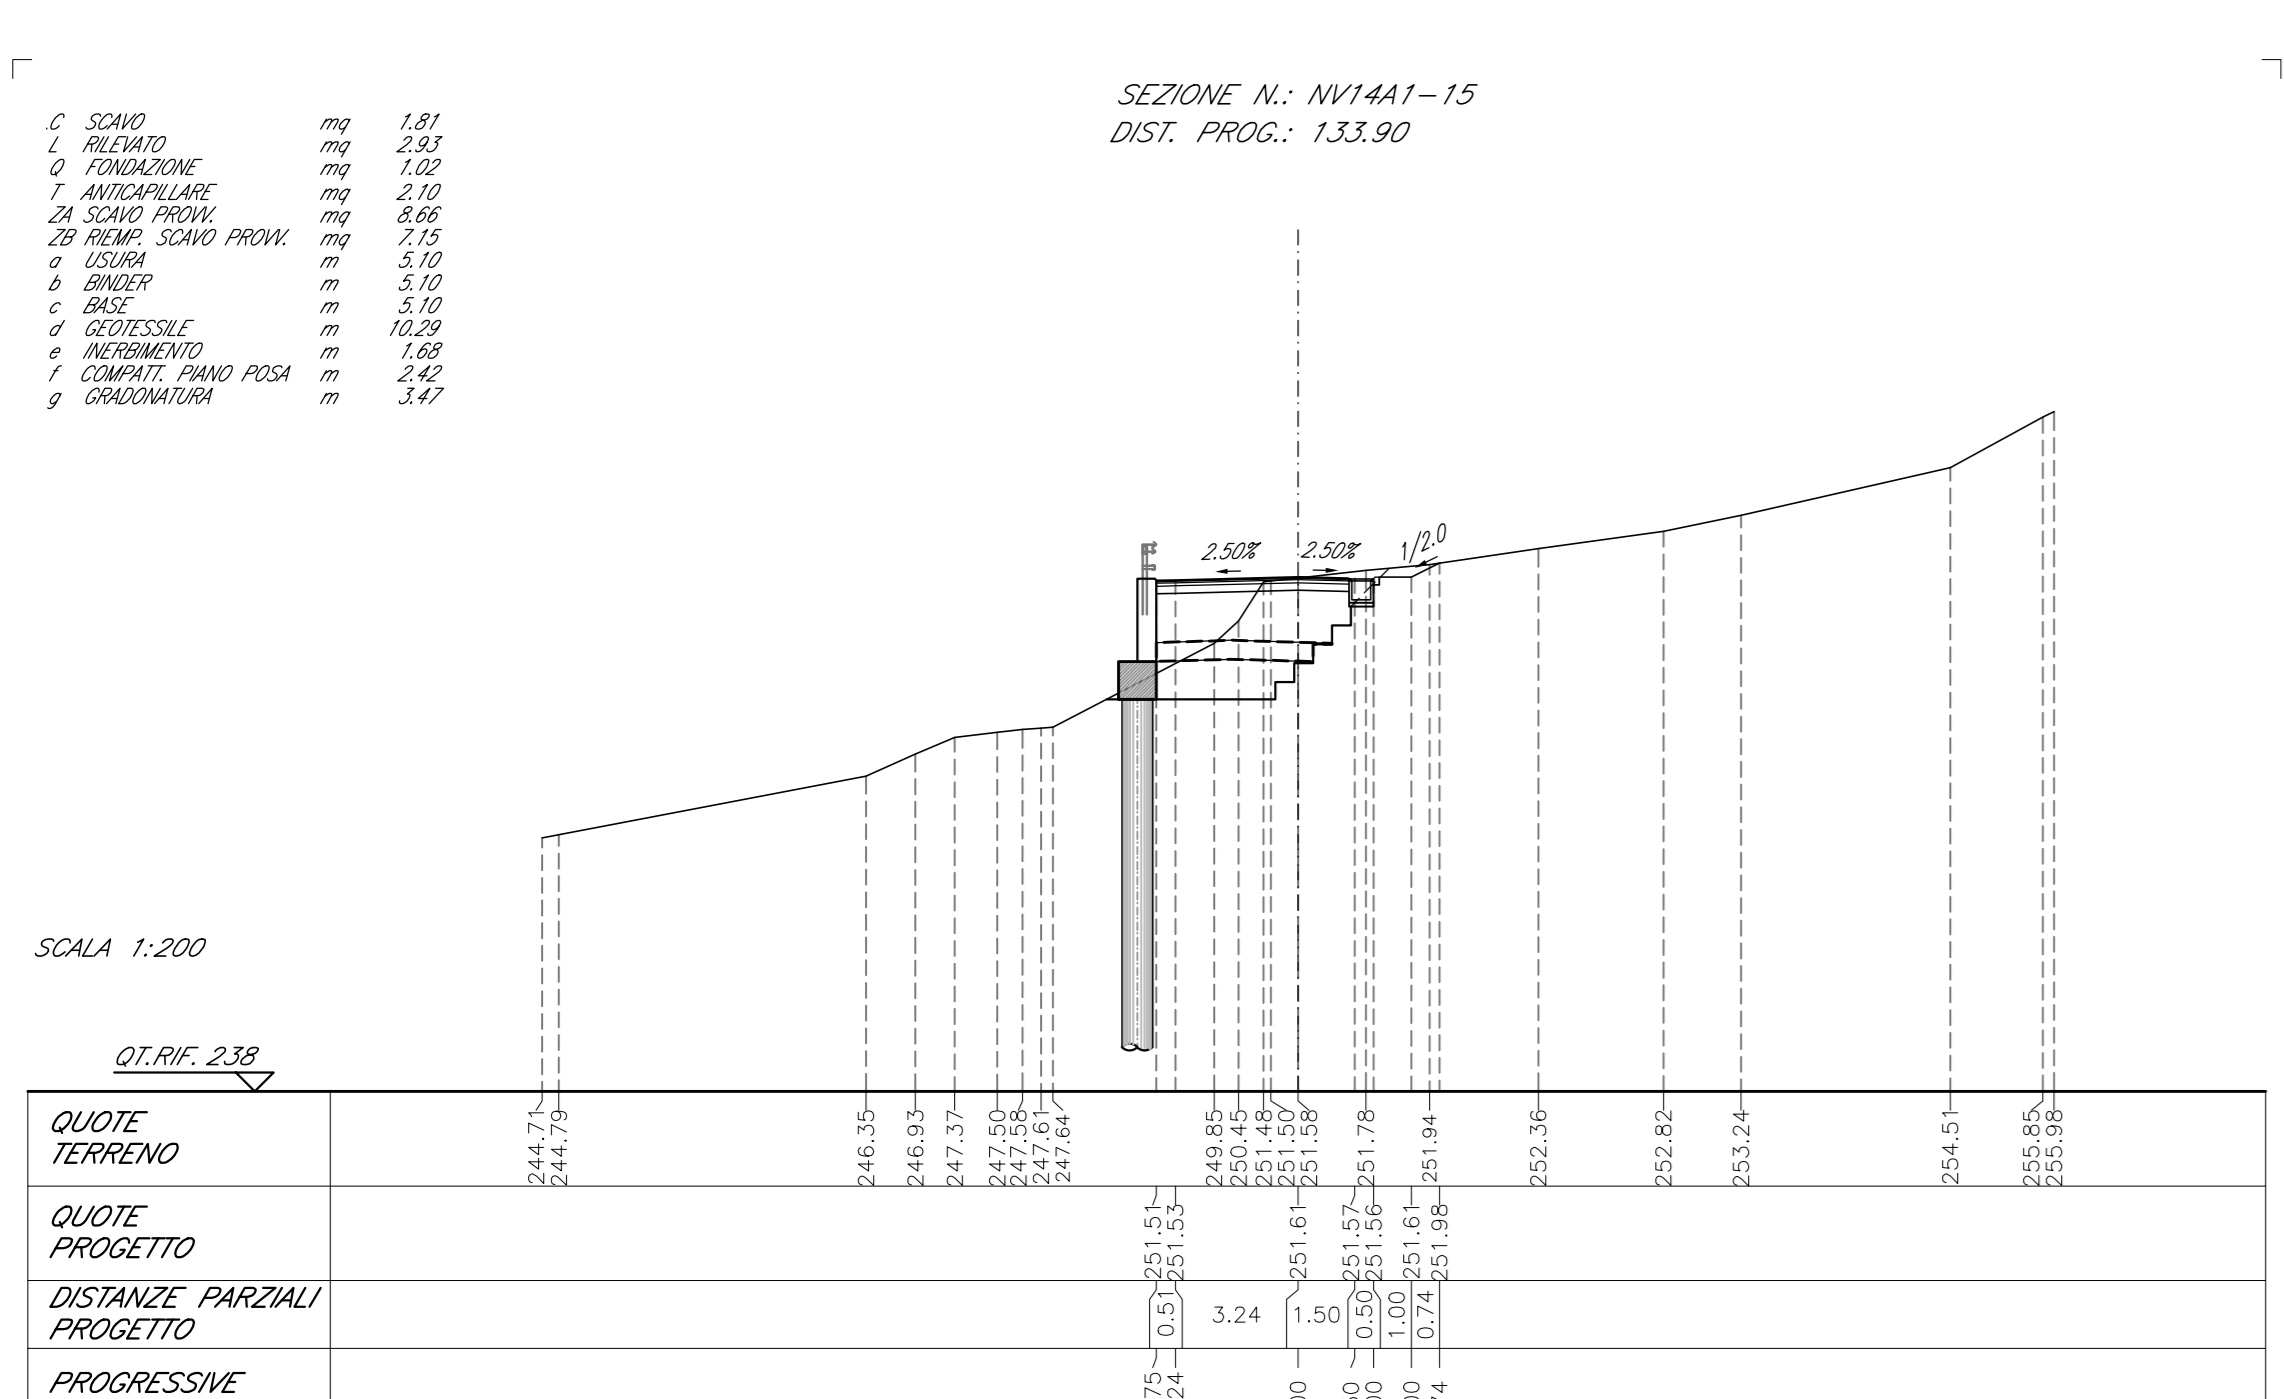 SEZIONE N.: NV14A1-15
DIST. PROG.: 133.90
.C SCAVO mq 1.81
L RILEVATO mq 2.93
Q FONDAZIONE mq 1.02
T ANTICAPILLARE mq 2.10
ZA SCAVO PROVV. mq 8.66
ZB RIEMP. SCAVO PROVV. mq 7.15
a USURA m 5.10
b BINDER m 5.10
c BASE m 5.10
d GEOTESSILE m 10.29
e INERBIMENTO m 1.68
f COMPATT. PIANO POSA m 2.42
g GRADONATURA m 3.47
2.50% 2.50% 1/2.0
SCALA 1:200
QT.RIF. 238
QUOTE
TERRENO
244.71 244.79 246.35 246.93 247.37 247.50 247.58 247.61 247.64 249.85 250.45 251.48 251.50 251.58 251.78 251.94 252.36 252.82 253.24 254.51 255.85 255.98
QUOTE
PROGETTO
251.51 251.53 251.61 251.57 251.56 251.61 251.98
DISTANZE PARZIALI
PROGETTO
0.51 3.24 1.50 0.50 1.00 0.74
PROGRESSIVE